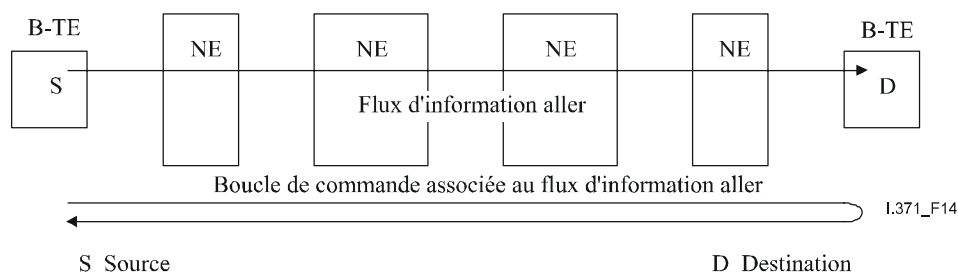 B-TE NE NE NE NE B-TE
S D
Flux d'information aller
Boucle de commande associée au flux d'information aller
I.371_F14
S Source D Destination